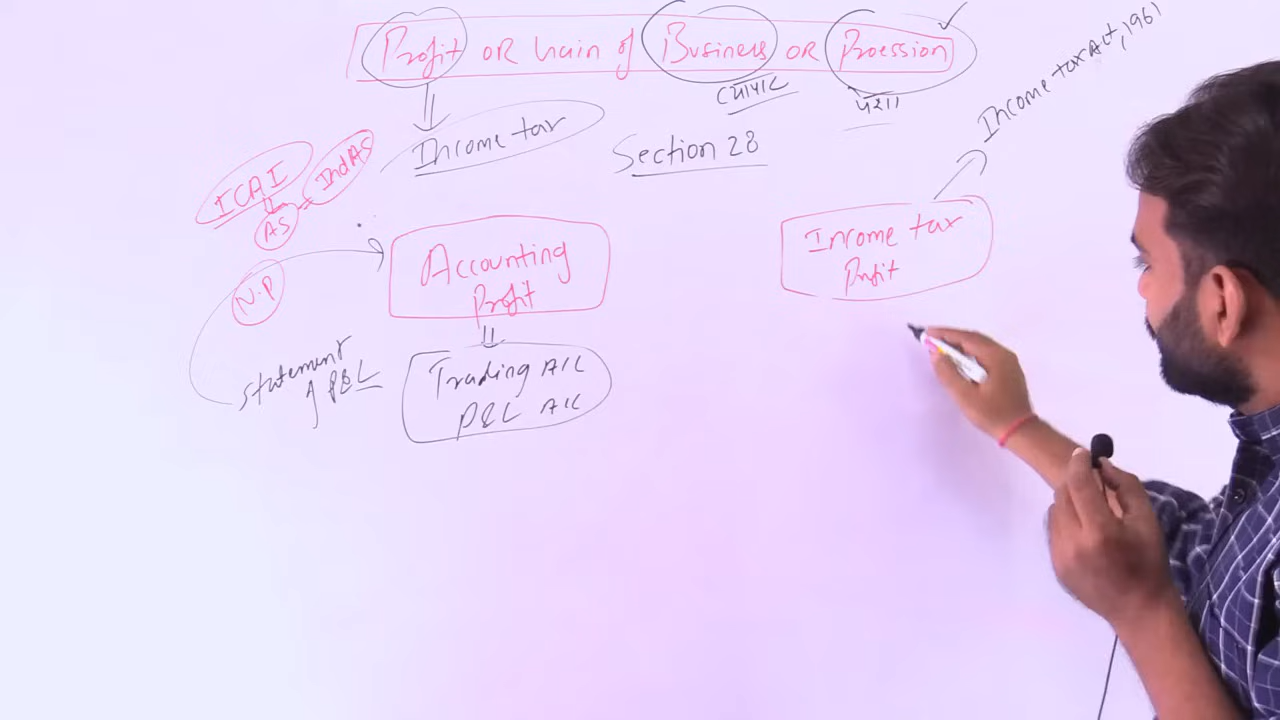 Profit OR Gain of Business OR Proession
व्यापार
पेशा
Income tax
Section 28
Income tax Act, 1961
ICAI
AS
IndAS
N.P
Accounting
Profit
Income tax
Profit
Trading A/C
P&L A/C
Statement
of P&L